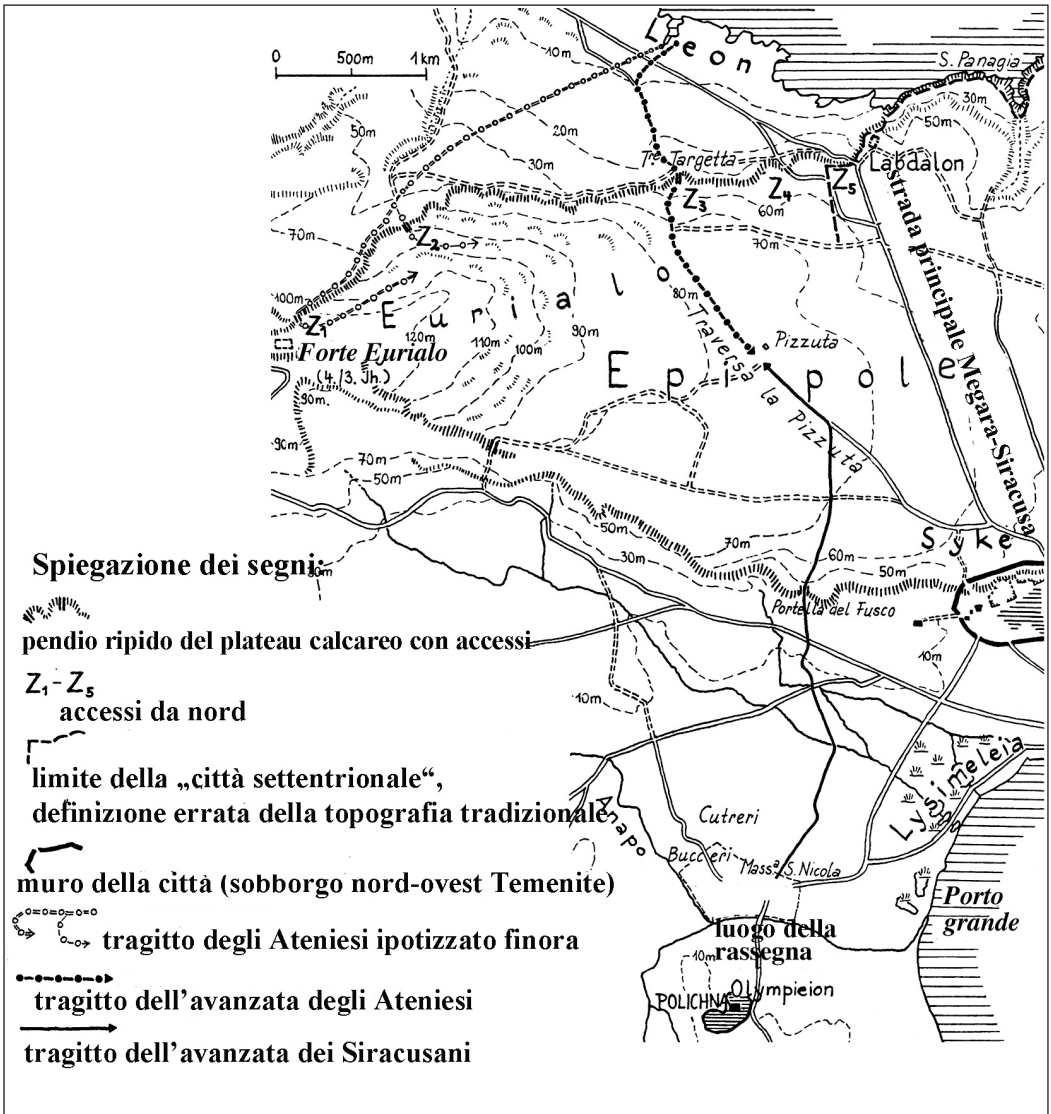 Leon
0 500m 1 km
10m
S. Panagia
30m
50m
50m
20m
30m
Tre Targetta
Labdalon
Z3
Z4
Z5
60m
70m
70m
Z2
strada principale Megara-Siracusa
100m
Z1
Eurialo
80m
90m
120m
110m
100m
Forte Eurialo
(4./3. Jh.)
Traversa la Pizzuta
Pizzuta
Epipole
90m.
90m
70m
50m
50m
30m
70m
60m
50m
Syke
Portella del Fusco
10m
10m
Spiegazione dei segni:
pendio ripido del plateau calcareo con accessi
Z1-Z5
accessi da nord
limite della „città settentrionale“,
definizione errata della topografia tradizionale
muro della città (sobborgo nord-ovest Temenite)
tragitto degli Ateniesi ipotizzato finora
tragitto dell’avanzata degli Ateniesi
tragitto dell’avanzata dei Siracusani
Lysimeleia
Anapo
Cutreri
Bucceri
Massa S. Nicola
Porto
grande
luogo della
rassegna
10m
Olympieion
POLICHNA